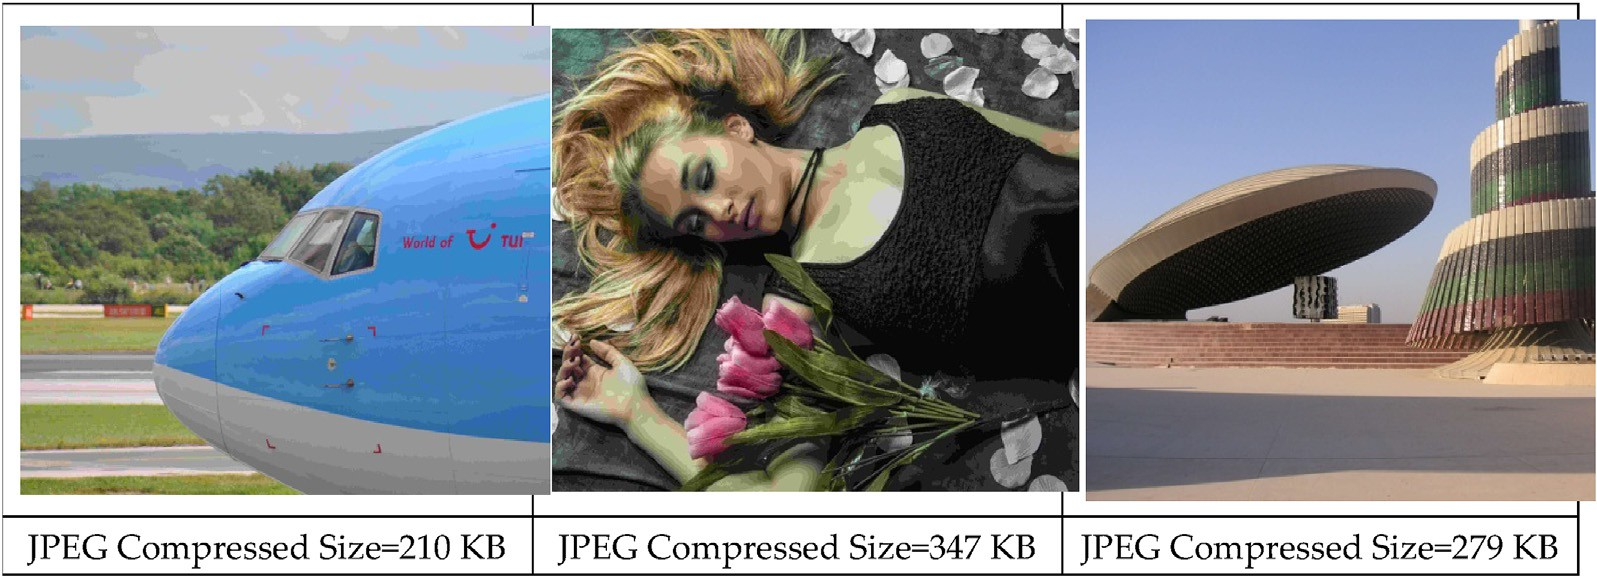 World of TUI
JPEG Compressed Size=210 KB
JPEG Compressed Size=347 KB
JPEG Compressed Size=279 KB